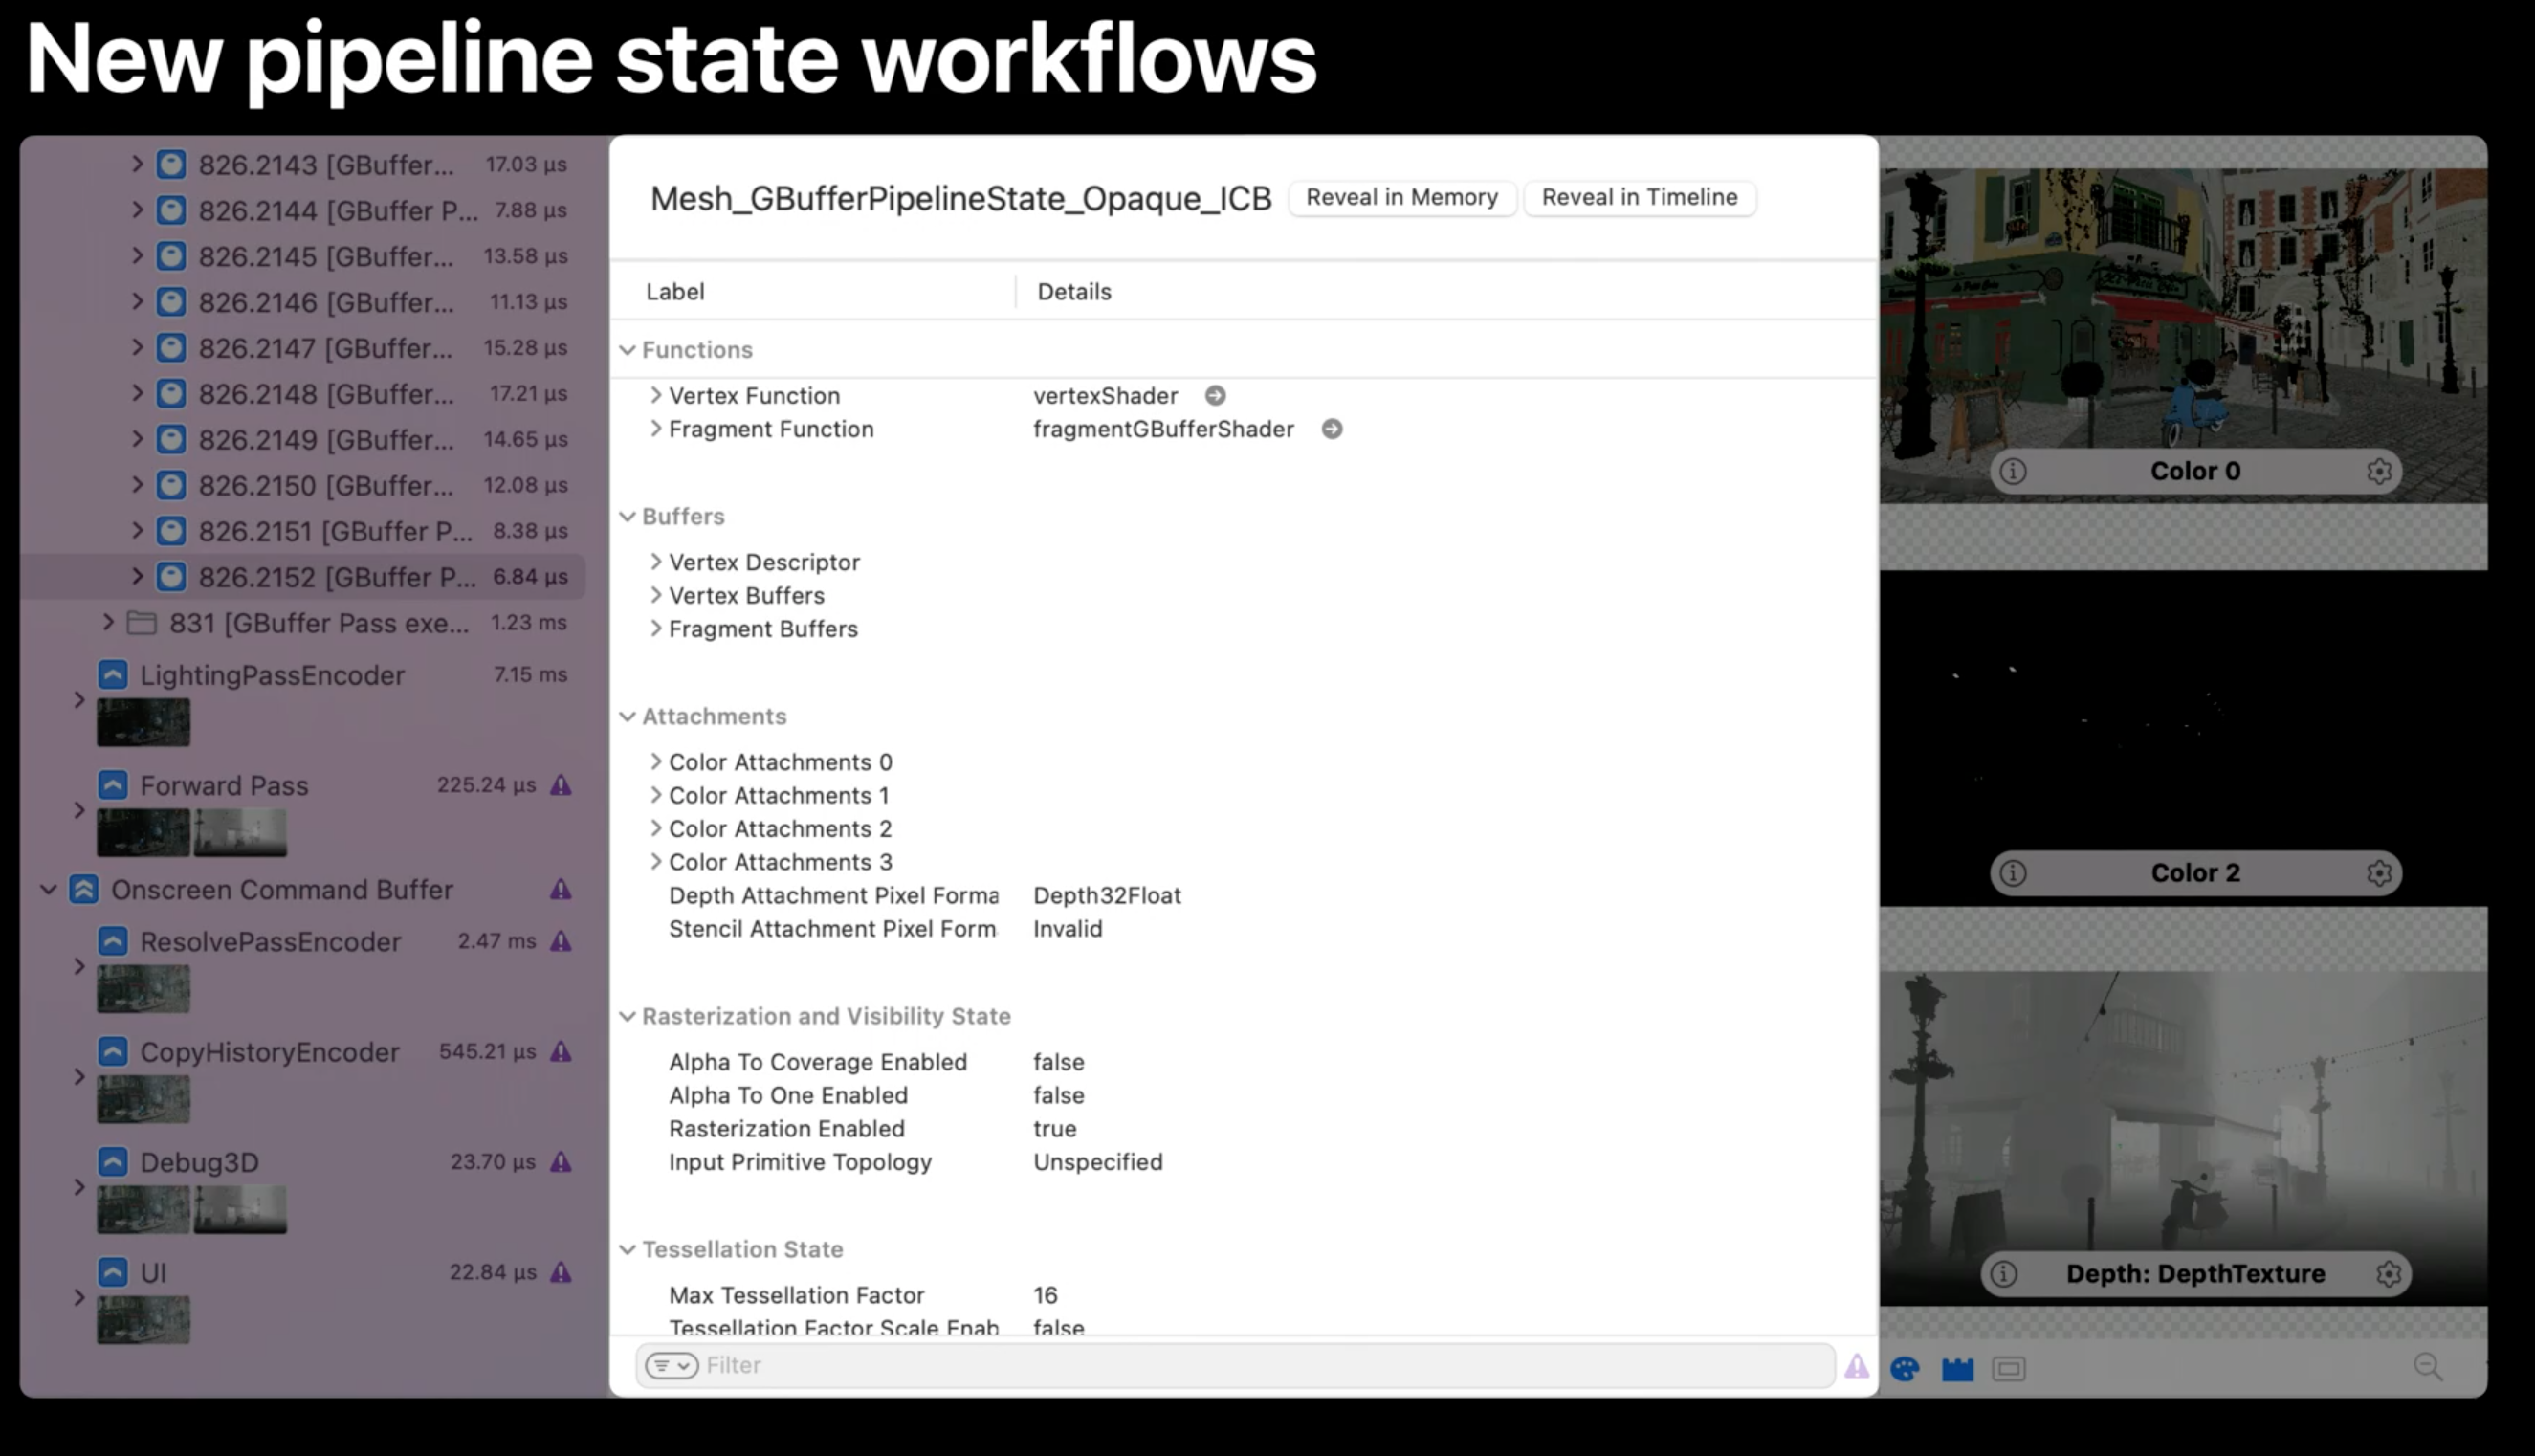 New pipeline state workflows
826.2143 [GBuffer... 17.03 µs
826.2144 [GBuffer P... 7.88 µs
826.2145 [GBuffer... 13.58 µs
826.2146 [GBuffer... 11.13 µs
826.2147 [GBuffer... 15.28 µs
826.2148 [GBuffer... 17.21 µs
826.2149 [GBuffer... 14.65 µs
826.2150 [GBuffer... 12.08 µs
826.2151 [GBuffer P... 8.38 µs
826.2152 [GBuffer P... 6.84 µs
831 [GBuffer Pass exe... 1.23 ms
LightingPassEncoder 7.15 ms
Forward Pass 225.24 µs
Onscreen Command Buffer
ResolvePassEncoder 2.47 ms
CopyHistoryEncoder 545.21 µs
Debug3D 23.70 µs
UI 22.84 µs
Mesh_GBufferPipelineState_Opaque_ICB Reveal in Memory Reveal in Timeline
Label Details
Functions
Vertex Function vertexShader
Fragment Function fragmentGBufferShader
Buffers
Vertex Descriptor
Vertex Buffers
Fragment Buffers
Attachments
Color Attachments 0
Color Attachments 1
Color Attachments 2
Color Attachments 3
Depth Attachment Pixel Forma Depth32Float
Stencil Attachment Pixel Form Invalid
Rasterization and Visibility State
Alpha To Coverage Enabled false
Alpha To One Enabled false
Rasterization Enabled true
Input Primitive Topology Unspecified
Tessellation State
Max Tessellation Factor 16
Tessellation Factor Scale Enab false
Filter
Color 0
Color 2
Depth: DepthTexture